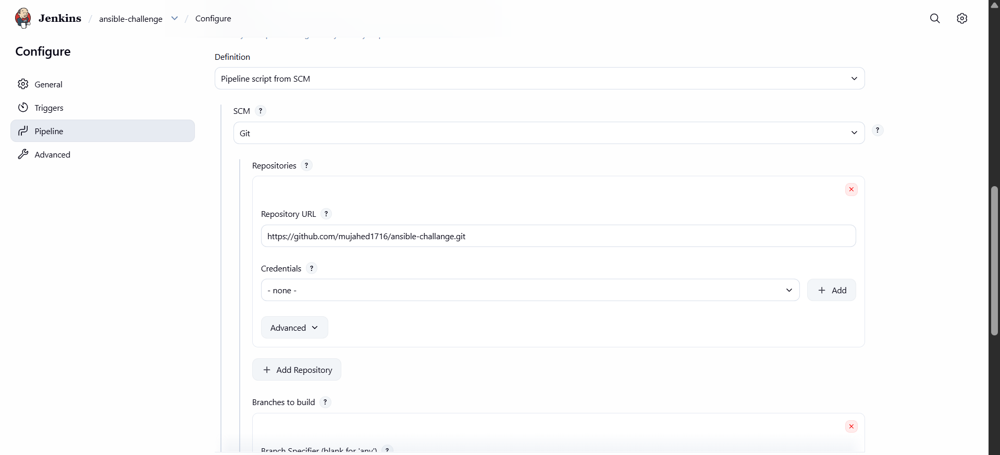 Jenkins / ansible-challenge / Configure
Configure
General
Triggers
Pipeline
Advanced
Definition
Pipeline script from SCM
SCM ?
Git
?
Repositories ?
Repository URL ?
https://github.com/mujahed1716/ansible-challange.git
Credentials ?
- none -
+ Add
Advanced
+ Add Repository
Branches to build ?
Branch Specifier (blank for 'any') ?